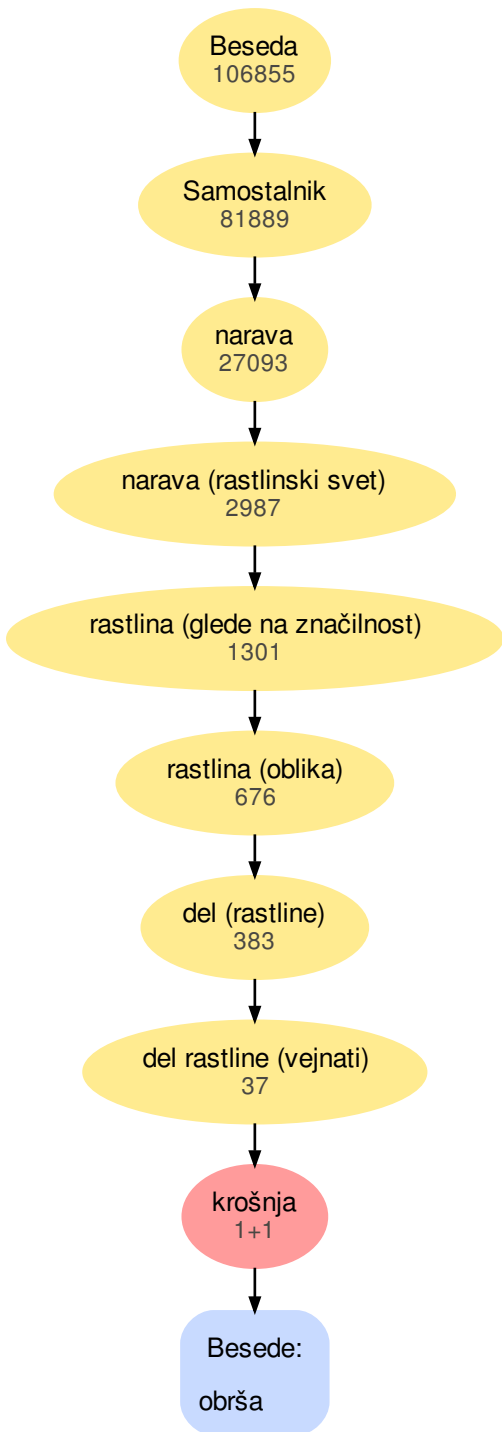 Beseda
106855
Samostalnik
81889
narava
27093
narava (rastlinski svet)
2987
rastlina (glede na značilnost)
1301
rastlina (oblika)
676
del (rastline)
383
del rastline (vejnati)
37
krošnja
1+1
Besede:
obrša